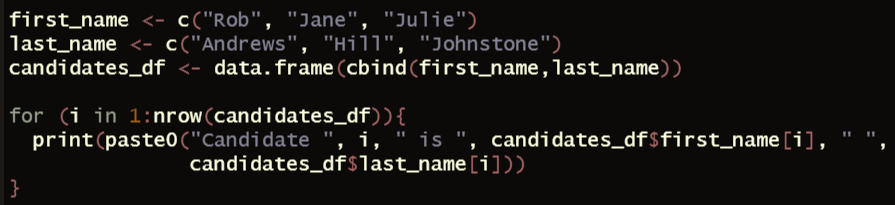 first_name <- c("Rob", "Jane", "Julie")
last_name <- c("Andrews", "Hill", "Johnstone")
candidates_df <- data.frame(cbind(first_name,last_name))

for (i in 1:nrow(candidates_df)){
  print(paste0("Candidate ", i, " is ", candidates_df$first_name[i], " ",
               candidates_df$last_name[i]))
}